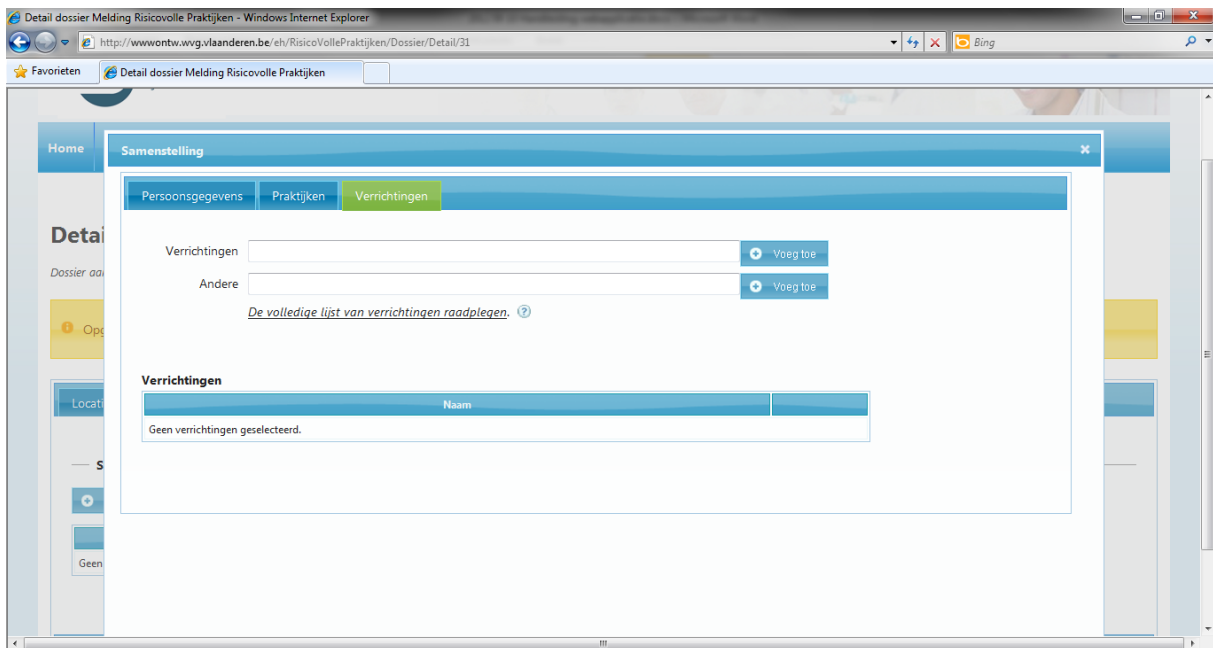 Detail dossier Melding Risicovolle Praktijken - Windows Internet Explorer
http://wwwontw.wvg.vlaanderen.be/eh/RisicoVollePraktijken/Dossier/Detail/31
Bing
Favorieten
Detail dossier Melding Risicovolle Praktijken
Home
Samenstelling
Persoonsgegevens Praktijken Verrichtingen
Detai
Verrichtingen Voeg toe
Dossier aa
Andere Voeg toe
De volledige lijst van verrichtingen raadplegen.
Opg
Verrichtingen
Locati
Naam
Geen verrichtingen geselecteerd.
S
Geen